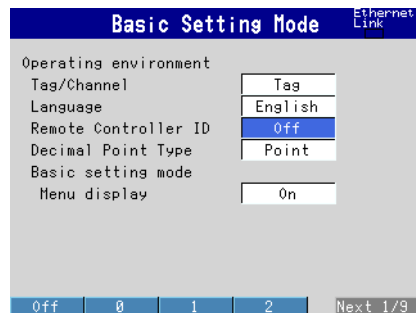 Basic Setting Mode
Ethernet
Link
Operating environment
Tag/Channel Tag
Language English
Remote Controller ID Off
Decimal Point Type Point
Basic setting mode
Menu display On
Off 0 1 2 Next 1/9